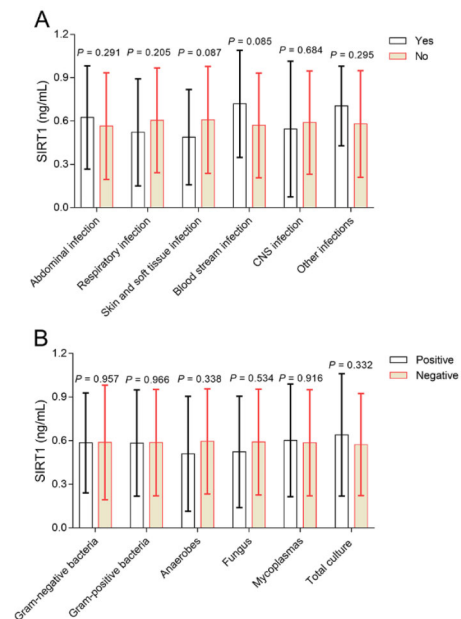 A
P = 0.291 P = 0.205 P = 0.087 P = 0.085 P = 0.684 P = 0.295
Yes
No
SIRT1 (ng/mL)
1.2
0.9
0.6
0.3
0.0
Abdominal infection
Respiratory infection
Skin and soft tissue infection
Blood stream infection
CNS infection
Other infections
B
P = 0.957 P = 0.966 P = 0.338 P = 0.534 P = 0.916 P = 0.332
Positive
Negative
SIRT1 (ng/mL)
1.2
0.9
0.6
0.3
0.0
Gram-negative bacteria
Gram-positive bacteria
Anaerobes
Fungus
Mycoplasmas
Total culture